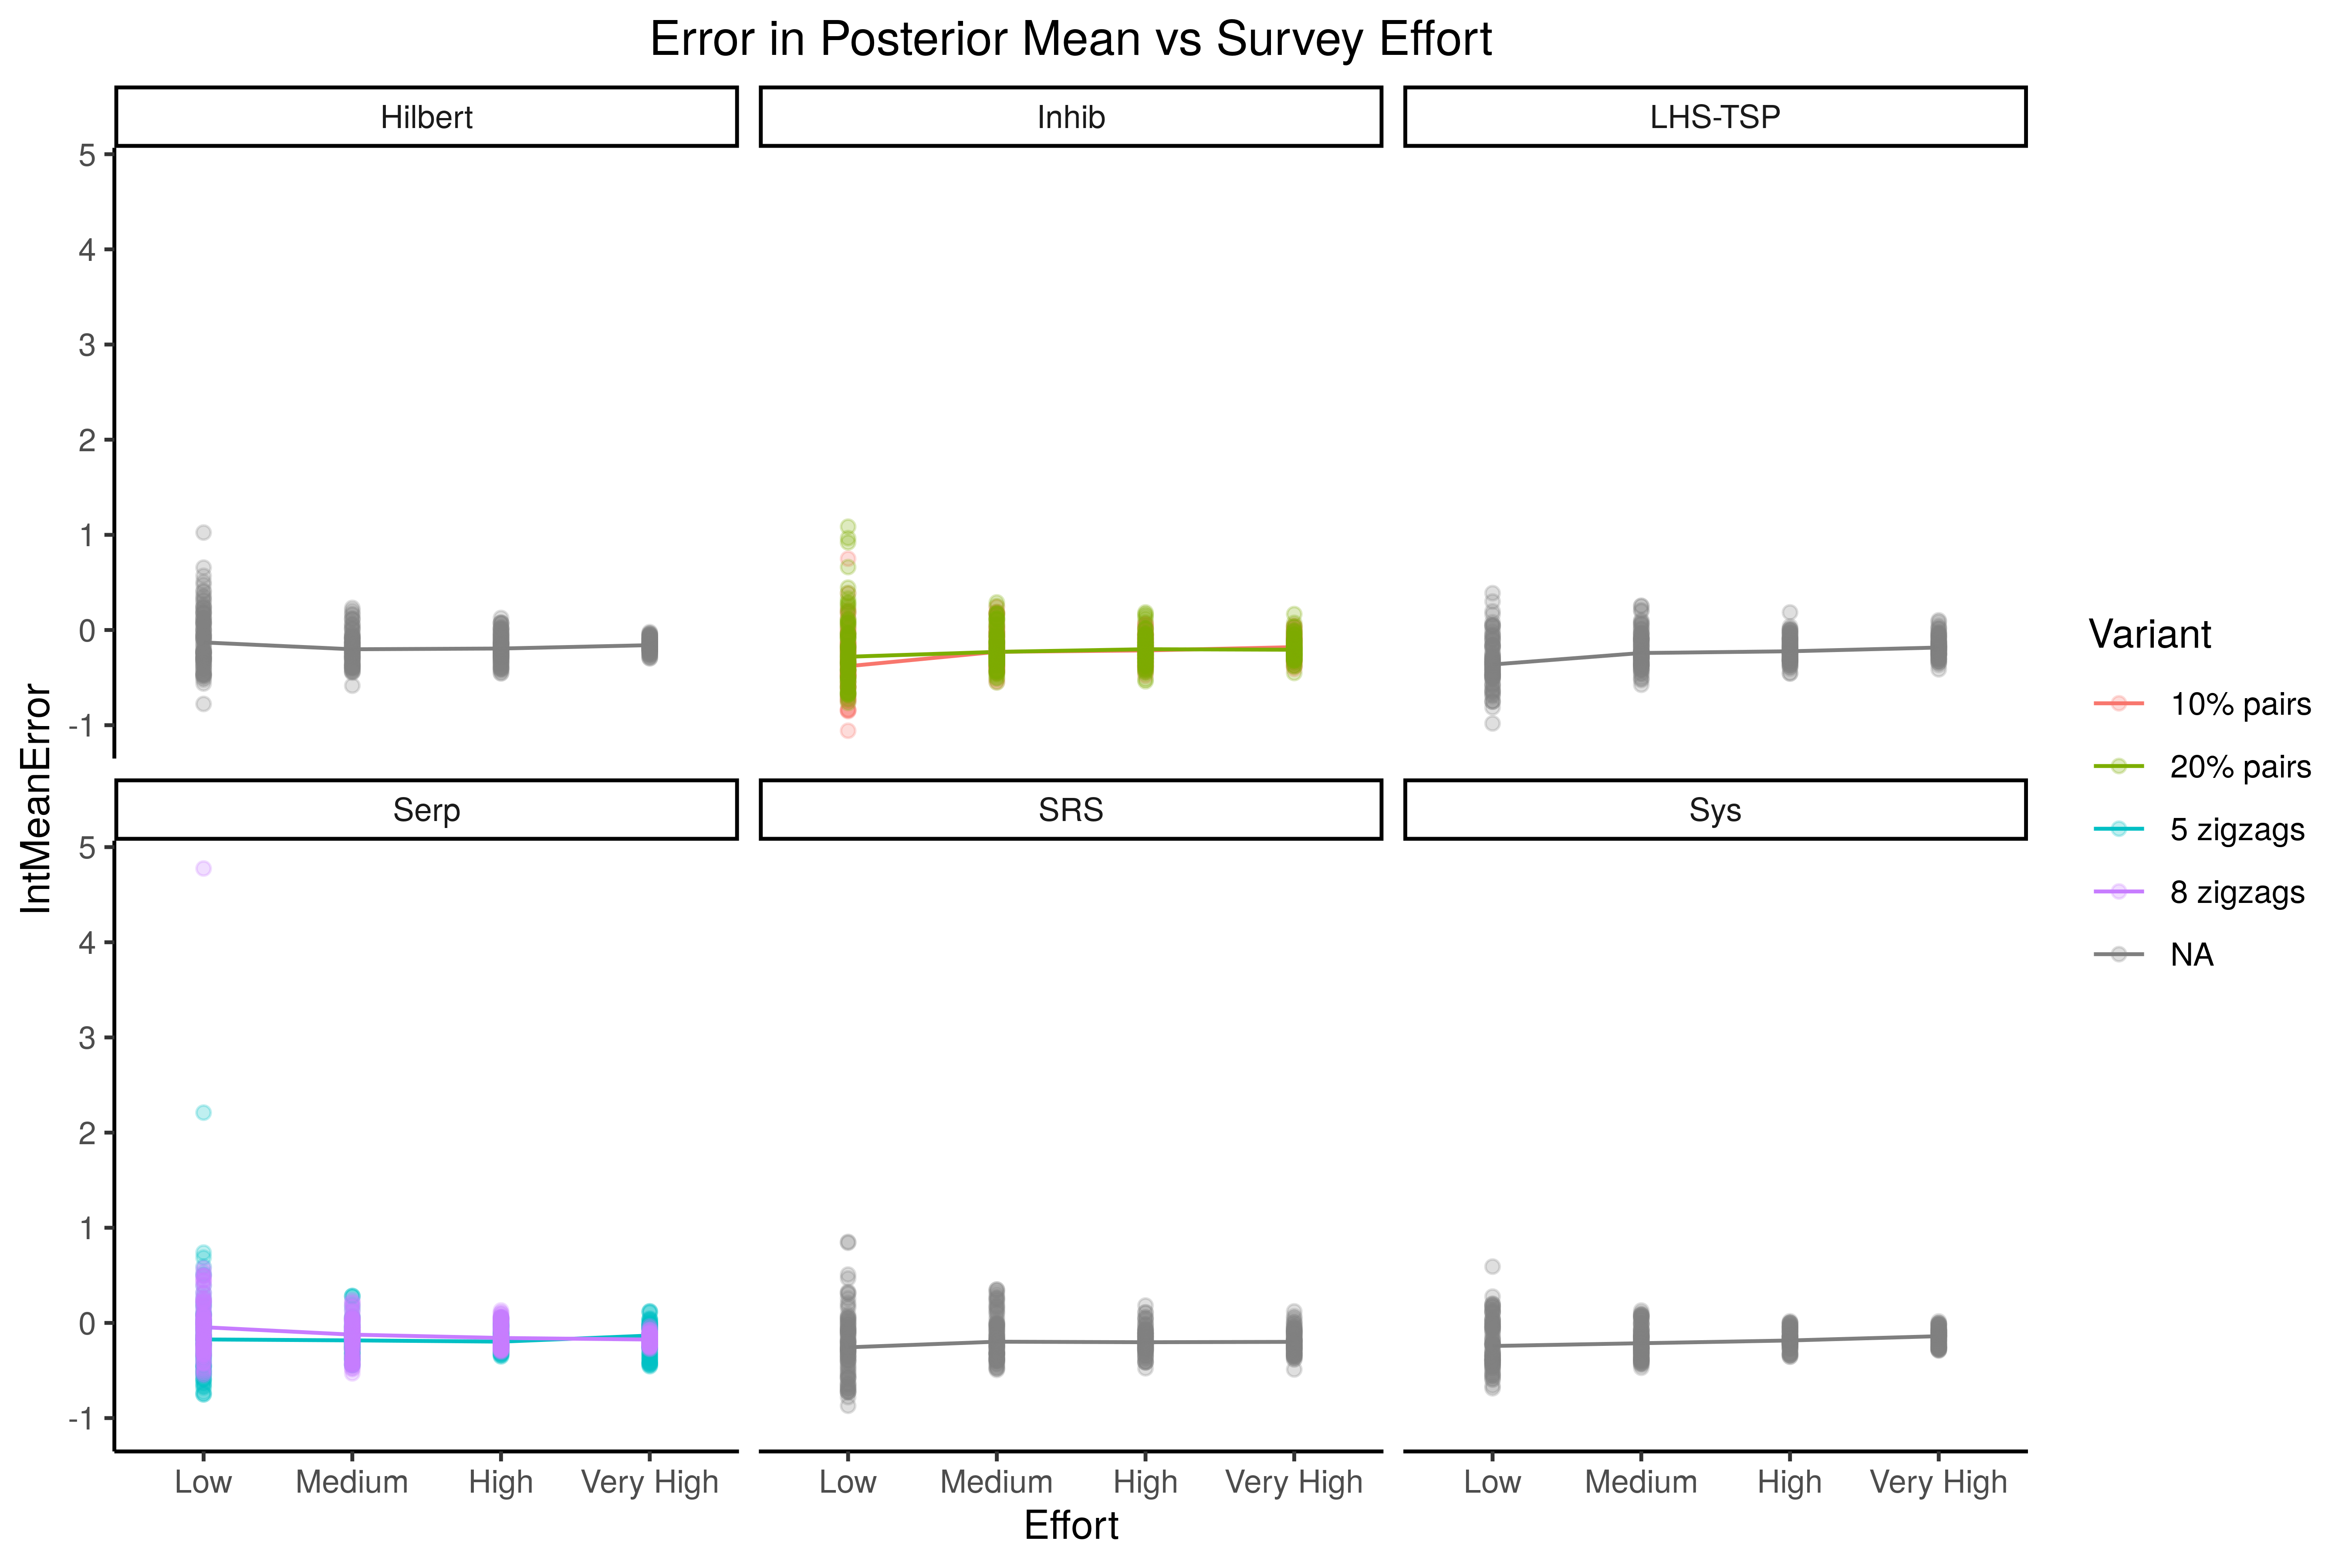 Error in Posterior Mean vs Survey Effort
Hilbert
Inhib
LHS-TSP
5
4
3
2
1
0
-1
Serp
SRS
Sys
5
4
3
2
1
0
-1
IntMeanError
Low Medium High Very High
Low Medium High Very High
Low Medium High Very High
Effort
Variant
10% pairs
20% pairs
5 zigzags
8 zigzags
NA